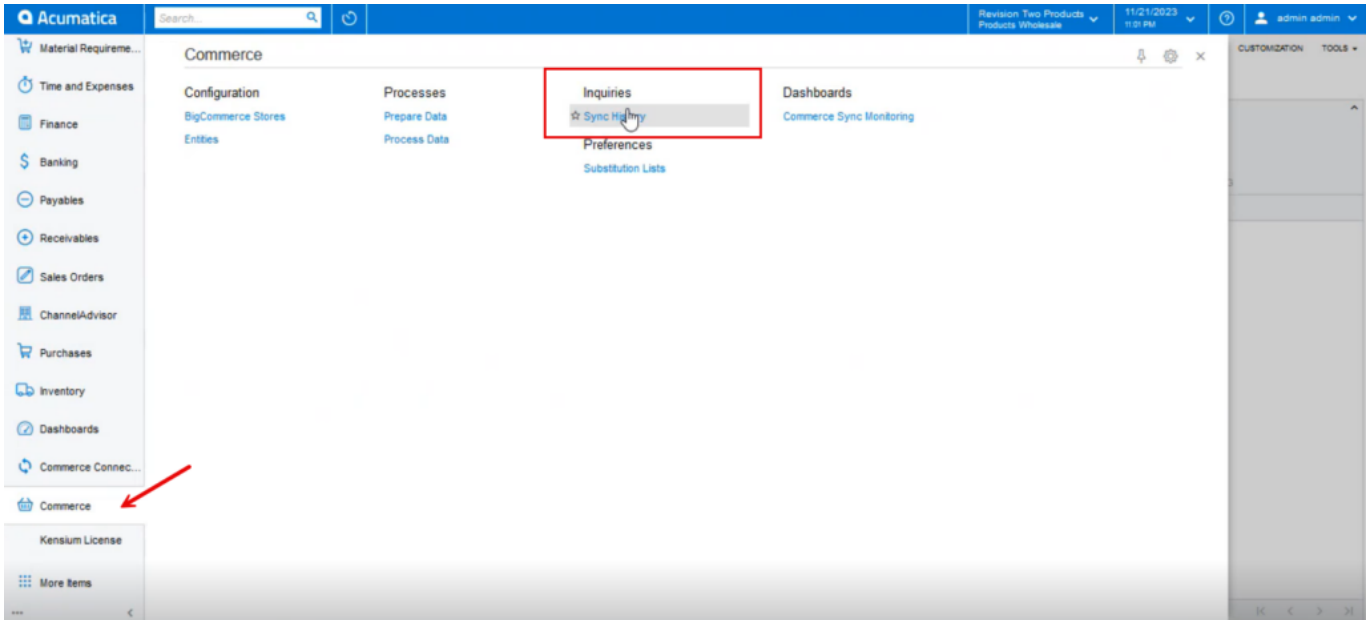 Acumatica
Search...
Revision Two Products
Products Wholesale
11/21/2023
11:01 PM
admin admin
CUSTOMIZATION
TOOLS
Material Requireme...
Time and Expenses
Finance
Banking
Payables
Receivables
Sales Orders
ChannelAdvisor
Purchases
Inventory
Dashboards
Commerce Connec...
Commerce
Kensium License
More Items
Commerce
Configuration
BigCommerce Stores
Entities
Processes
Prepare Data
Process Data
Inquiries
Sync History
Preferences
Substitution Lists
Dashboards
Commerce Sync Monitoring